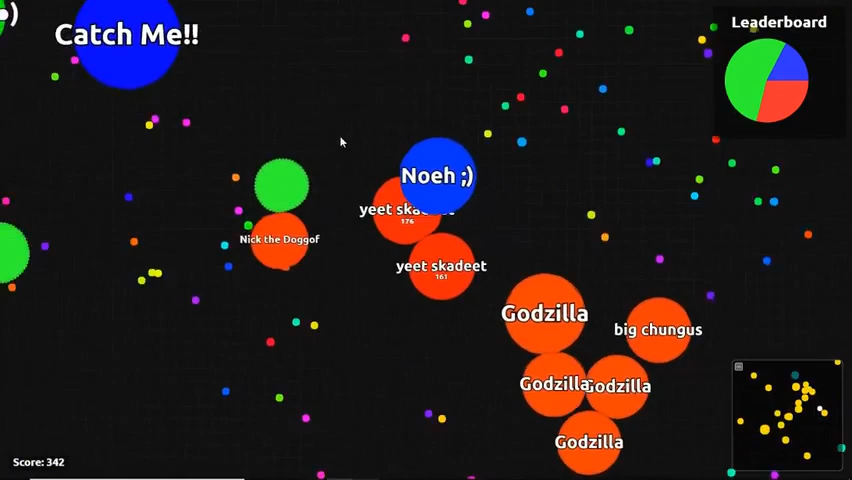 Catch Me!!
Leaderboard
Noeh ;)
yeet ska
176
Nick the Doggof
yeet skadeet
161
Godzilla
big chungus
Godzilla
Godzilla
Godzilla
Score: 342